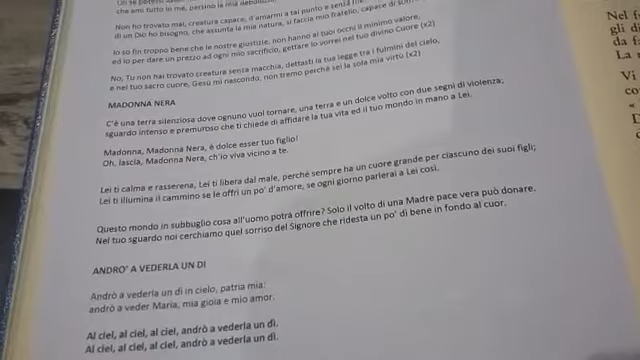 che ami tutto in me, persino la mia
Non ho trovato mai, creatura capace, d'amarmi a tal punto e senza
di un Dio ho bisogno, che assunta la mia natura, si faccia mio fratello, capace di
Io so fin troppo bene che le nostre giustizie, non hanno ai tuoi occhi il minimo valore,
ed io per dare un prezzo ad ogni mio sacrificio, gettare lo vorrei nel tuo divino Cuore (x2)
No, Tu non hai trovato creatura senza macchia, dettasti la tua legge tra i fulmini del cielo,
e nel tuo sacro cuore, Gesù mi nascondo, non tremo perché sei la sola mia virtù (x2)
MADONNA NERA
C'è una terra silenziosa dove ognuno vuol tornare, una terra e un dolce volto con due segni di violenza;
sguardo intenso e premuroso che ti chiede di affidare la tua vita ed il tuo mondo in mano a Lei.
Madonna, Madonna Nera, è dolce esser tuo figlio!
Oh, lascia, Madonna Nera, ch'io viva vicino a te.
Lei ti calma e rasserena, Lei ti libera dal male, perché sempre ha un cuore grande per ciascuno dei suoi figli;
Lei ti illumina il cammino se le offri un po' d'amore, se ogni giorno parlerai a Lei così.
Questo mondo in subbuglio cosa all'uomo potrà offrire? Solo il volto di una Madre pace vera può donare.
Nel tuo sguardo noi cerchiamo quel sorriso del Signore che ridesta un po' di bene in fondo al cuor.
ANDRO' A VEDERLA UN DI
Andrò a vederla un dì in cielo, patria mia:
andrò a veder Maria, mia gioia e mio amor.
Al ciel, al ciel, al ciel, andrò a vederla un dì.
Al ciel, al ciel, al ciel, andrò a vederla un dì.
Nel
gli di
da
La
Vi